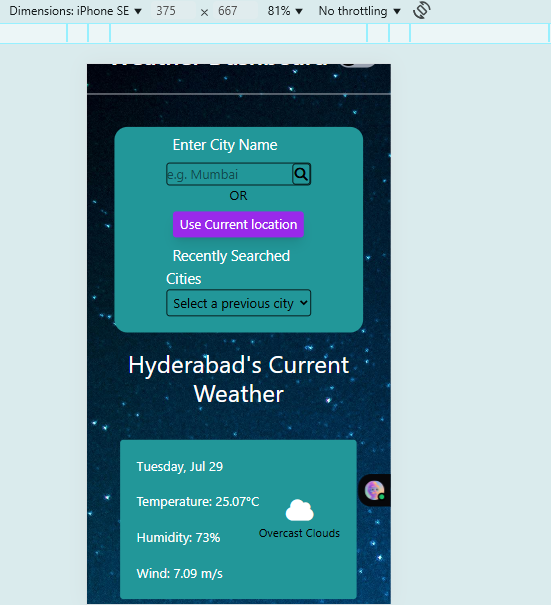 Dimensions: iPhone SE ▼ 375 × 667 81% ▼ No throttling ▼
Weather Dashboard
Enter City Name
e.g. Mumbai
OR
Use Current location
Recently Searched
Cities
Select a previous city
Hyderabad's Current
Weather
Tuesday, Jul 29
Temperature: 25.07°C
Humidity: 73%
Overcast Clouds
Wind: 7.09 m/s